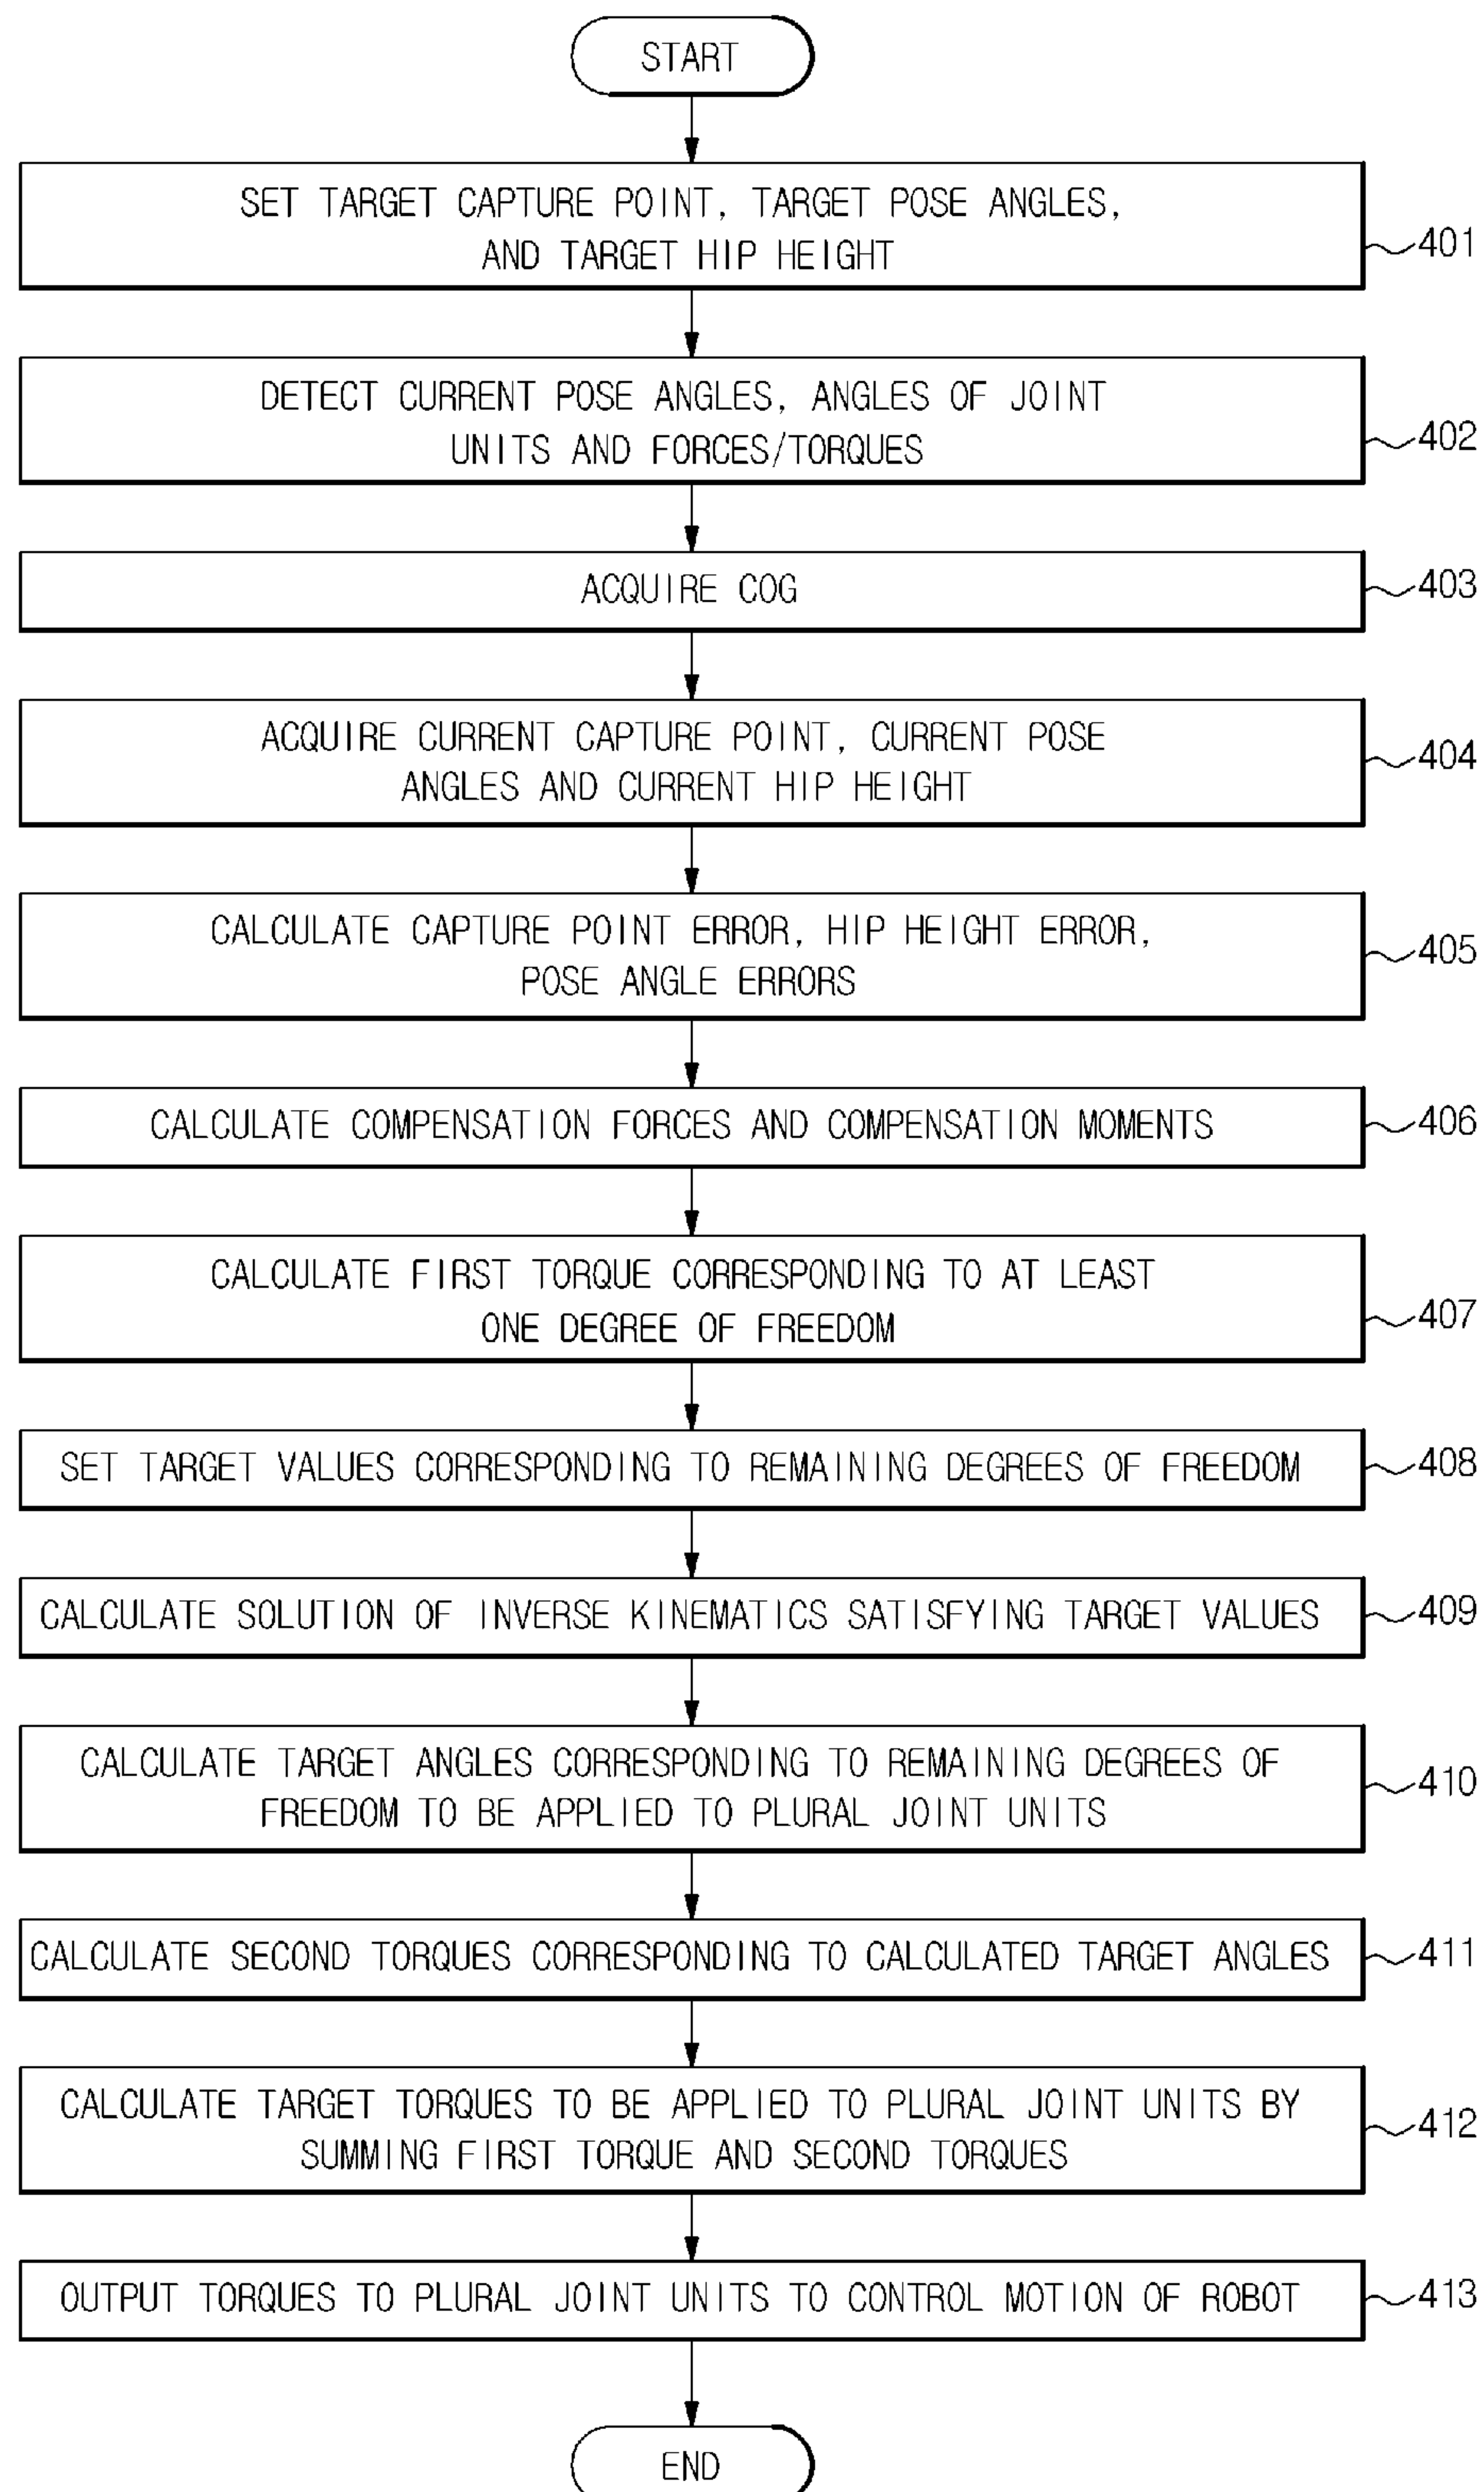 START
SET TARGET CAPTURE POINT, TARGET POSE ANGLES,
AND TARGET HIP HEIGHT
401
DETECT CURRENT POSE ANGLES, ANGLES OF JOINT
UNITS AND FORCES/TORQUES
402
ACQUIRE COG
403
ACQUIRE CURRENT CAPTURE POINT, CURRENT POSE
ANGLES AND CURRENT HIP HEIGHT
404
CALCULATE CAPTURE POINT ERROR, HIP HEIGHT ERROR,
POSE ANGLE ERRORS
405
CALCULATE COMPENSATION FORCES AND COMPENSATION MOMENTS
406
CALCULATE FIRST TORQUE CORRESPONDING TO AT LEAST
ONE DEGREE OF FREEDOM
407
SET TARGET VALUES CORRESPONDING TO REMAINING DEGREES OF FREEDOM
408
CALCULATE SOLUTION OF INVERSE KINEMATICS SATISFYING TARGET VALUES
409
CALCULATE TARGET ANGLES CORRESPONDING TO REMAINING DEGREES OF
FREEDOM TO BE APPLIED TO PLURAL JOINT UNITS
410
CALCULATE SECOND TORQUES CORRESPONDING TO CALCULATED TARGET ANGLES
411
CALCULATE TARGET TORQUES TO BE APPLIED TO PLURAL JOINT UNITS BY
SUMMING FIRST TORQUE AND SECOND TORQUES
412
OUTPUT TORQUES TO PLURAL JOINT UNITS TO CONTROL MOTION OF ROBOT
413
END